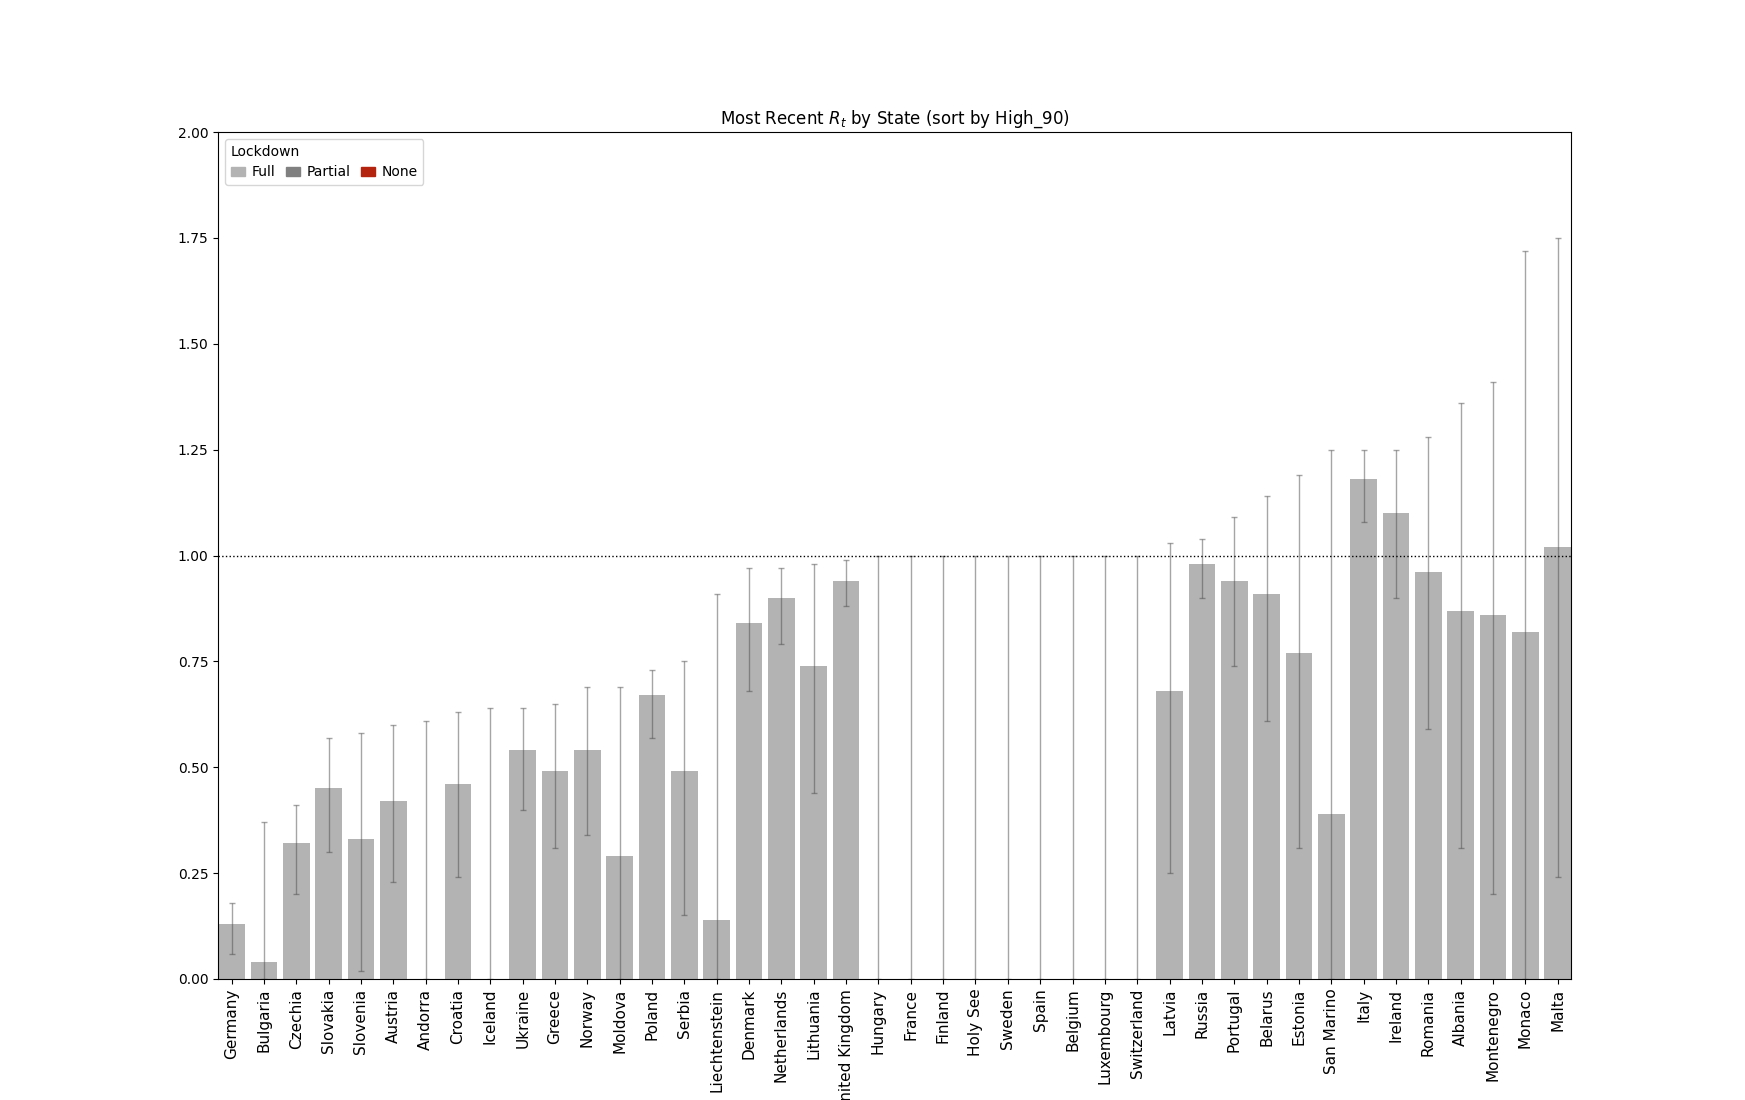 Most Recent R_t by State (sort by High_90)
Lockdown
Full Partial None
2.00
1.75
1.50
1.25
1.00
0.75
0.50
0.25
0.00
Germany
Bulgaria
Czechia
Slovakia
Slovenia
Austria
Andorra
Croatia
Iceland
Ukraine
Greece
Norway
Moldova
Poland
Serbia
Liechtenstein
Denmark
Netherlands
Lithuania
nited Kingdom
Hungary
France
Finland
Holy See
Sweden
Spain
Belgium
Luxembourg
Switzerland
Latvia
Russia
Portugal
Belarus
Estonia
San Marino
Italy
Ireland
Romania
Albania
Montenegro
Monaco
Malta